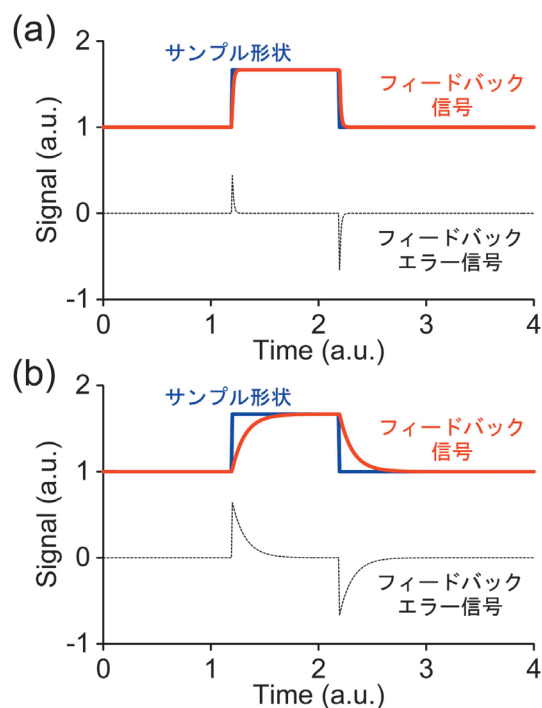 (a)
2
サンプル形状
フィードバック
信号
1
Signal (a.u.)
0
フィードバック
エラー信号
-1
0 1 2 3 4
Time (a.u.)
(b)
2
サンプル形状
フィードバック
信号
1
Signal (a.u.)
0
フィードバック
エラー信号
-1
0 1 2 3 4
Time (a.u.)